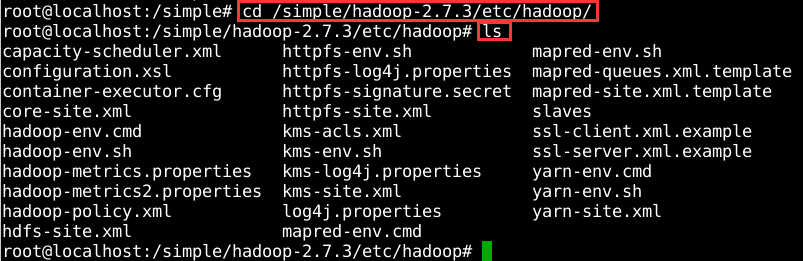 root@localhost:/simple# cd /simple/hadoop-2.7.3/etc/hadoop/
root@localhost:/simple/hadoop-2.7.3/etc/hadoop# ls
capacity-scheduler.xml httpfs-env.sh mapred-env.sh
configuration.xsl httpfs-log4j.properties mapred-queues.xml.template
container-executor.cfg httpfs-signature.secret mapred-site.xml.template
core-site.xml httpfs-site.xml slaves
hadoop-env.cmd kms-acls.xml ssl-client.xml.example
hadoop-env.sh kms-env.sh ssl-server.xml.example
hadoop-metrics.properties kms-log4j.properties yarn-env.cmd
hadoop-metrics2.properties kms-site.xml yarn-env.sh
hadoop-policy.xml log4j.properties yarn-site.xml
hdfs-site.xml mapred-env.cmd
root@localhost:/simple/hadoop-2.7.3/etc/hadoop#